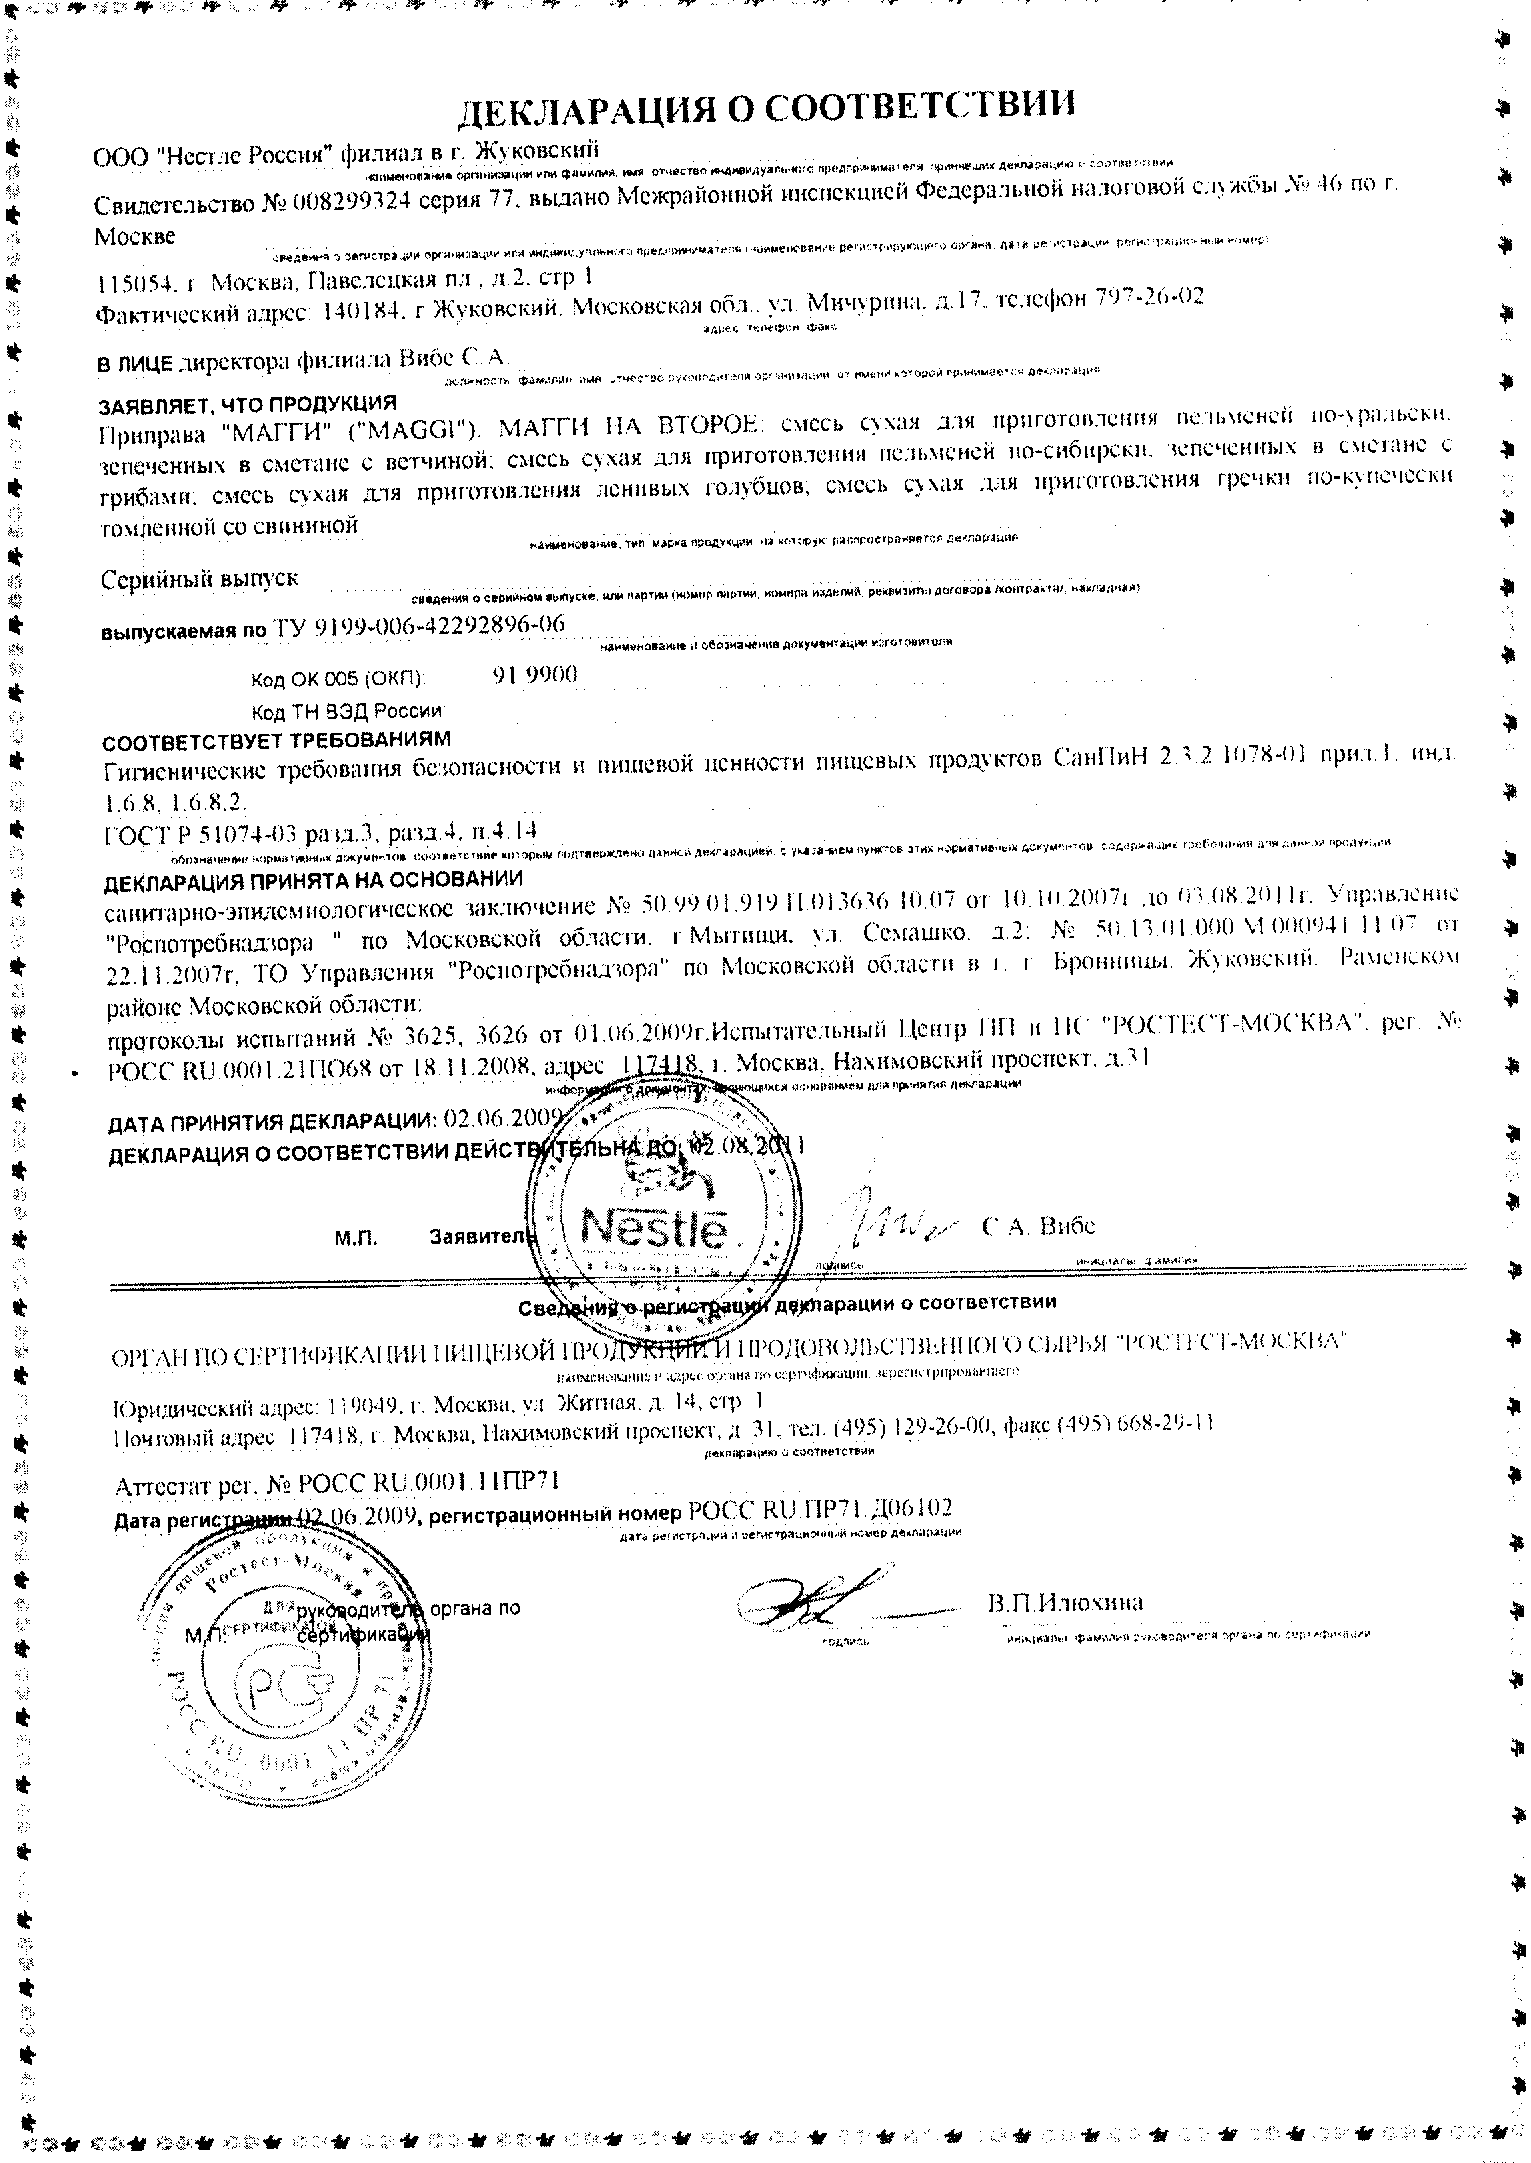 ДЕКЛАРАЦИЯ О СООТВЕТСТВИИ
ООО "Нестле Россия" филиал в г. Жуковский
наименование организации или фамилия, имя, отчество индивидуального предпринимателя, принявших декларацию о соответствии
Свидетельство № 008299324 серия 77, выдано Межрайонной инспекцией Федеральной налоговой службы № 46 по г.
Москве
сведения о регистрации организации или индивидуального предпринимателя (наименование регистрирующего органа, дата регистрации, регистрационный номер)
115054, г. Москва, Павелецкая пл., д.2, стр 1
Фактический адрес: 140184, г Жуковский, Московская обл., ул. Мичурина, д.17, телефон 797-26-02
адрес, телефон, факс
В ЛИЦЕ директора филиала Вибе С.А.
должность, фамилия, имя, отчество руководителя организации, от имени которой принимается декларация
ЗАЯВЛЯЕТ, ЧТО ПРОДУКЦИЯ
Приправа "МАГГИ" ("MAGGI"). МАГГИ НА ВТОРОЕ: смесь сухая для приготовления пельменей по-уральски,
зепеченных в сметане с ветчиной; смесь сухая для приготовления пельменей по-сибирски, зепеченных в сметане с
грибами; смесь сухая для приготовления ленивых голубцов, смесь сухая для приготовления гречки по-купечески
томленной со свининой
наименование, тип, марка продукции, на которую распространяется декларация
Серийный выпуск
сведения о серийном выпуске, или партии (номер партии, номера изделий, реквизиты договора /контракта/, накладная)
выпускаемая по ТУ 9199-006-42292896-06
наименование и обозначение документации изготовителя
Код ОК 005 (ОКП): 91 9900
Код ТН ВЭД России
СООТВЕТСТВУЕТ ТРЕБОВАНИЯМ
Гигиенические требования безопасности и пищевой ценности пищевых продуктов СанПиН 2.3.2 1078-01 прил.1, инд.
1.6.8, 1.6.8.2.
ГОСТ Р 51074-03 разд.3, разд.4, п.4.14
обозначение нормативных документов, соответствие которым подтверждено данной декларацией, с указанием пунктов этих нормативных документов, содержащих требования для данной продукции
ДЕКЛАРАЦИЯ ПРИНЯТА НА ОСНОВАНИИ
санитарно-эпидемиологическое заключение № 50.99.01.919.П.013636.10.07 от 10.10.2007г до 03.08.2011г. Управление
"Роспотребнадзора " по Московской области, г Мытищи, ул. Семашко, д.2; № 50.13.01.000.М.000941.11.07 от
22.11.2007г, ТО Управления "Роспотребнадзора" по Московской области в г. г Бронницы, Жуковский, Раменском
районе Московской области;
протоколы испытаний № 3625, 3626 от 01.06.2009г.Испытательный Центр ПП и ПС "РОСТЕСТ-МОСКВА", рег. №
РОСС RU.0001.21ПО68 от 18.11.2008, адрес 117418, г. Москва, Нахимовский проспект, д.31
информация о документах, являющихся основанием для принятия декларации
ДАТА ПРИНЯТИЯ ДЕКЛАРАЦИИ: 02.06.2009
ДЕКЛАРАЦИЯ О СООТВЕТСТВИИ ДЕЙСТВИТЕЛЬНА ДО: 02.08.2011
Nestle
М.П. Заявитель С А. Вибе
подпись инициалы, фамилия
Сведения о регистрации декларации о соответствии
ОРГАН ПО СЕРТИФИКАЦИИ ПИЩЕВОЙ ПРОДУКЦИИ И ПРОДОВОЛЬСТВЕННОГО СЫРЬЯ "РОСТЕСТ-МОСКВА"
наименование и адрес органа по сертификации, зарегистрировавшего
Юридический адрес: 119049, г. Москва, ул Житная, д. 14, стр 1
Почтовый адрес 117418, г. Москва, Нахимовский проспект, д 31, тел. (495) 129-26-00, факс (495) 668-29-11
декларацию о соответствии
Аттестат рег. № РОСС RU.0001.11ПР71
Дата регистрации 02.06.2009, регистрационный номер РОСС RU.ПР71.Д06102
дата регистрации и регистрационный номер декларации
Ростест-Москва
ДЛЯ СЕРТИФИКАТОВ
РОСС RU. 0001. 11 ПР 71
М.П. руководитель органа по
сертификации
В.П.Илюхина
подпись инициалы, фамилия руководителя органа по сертификации